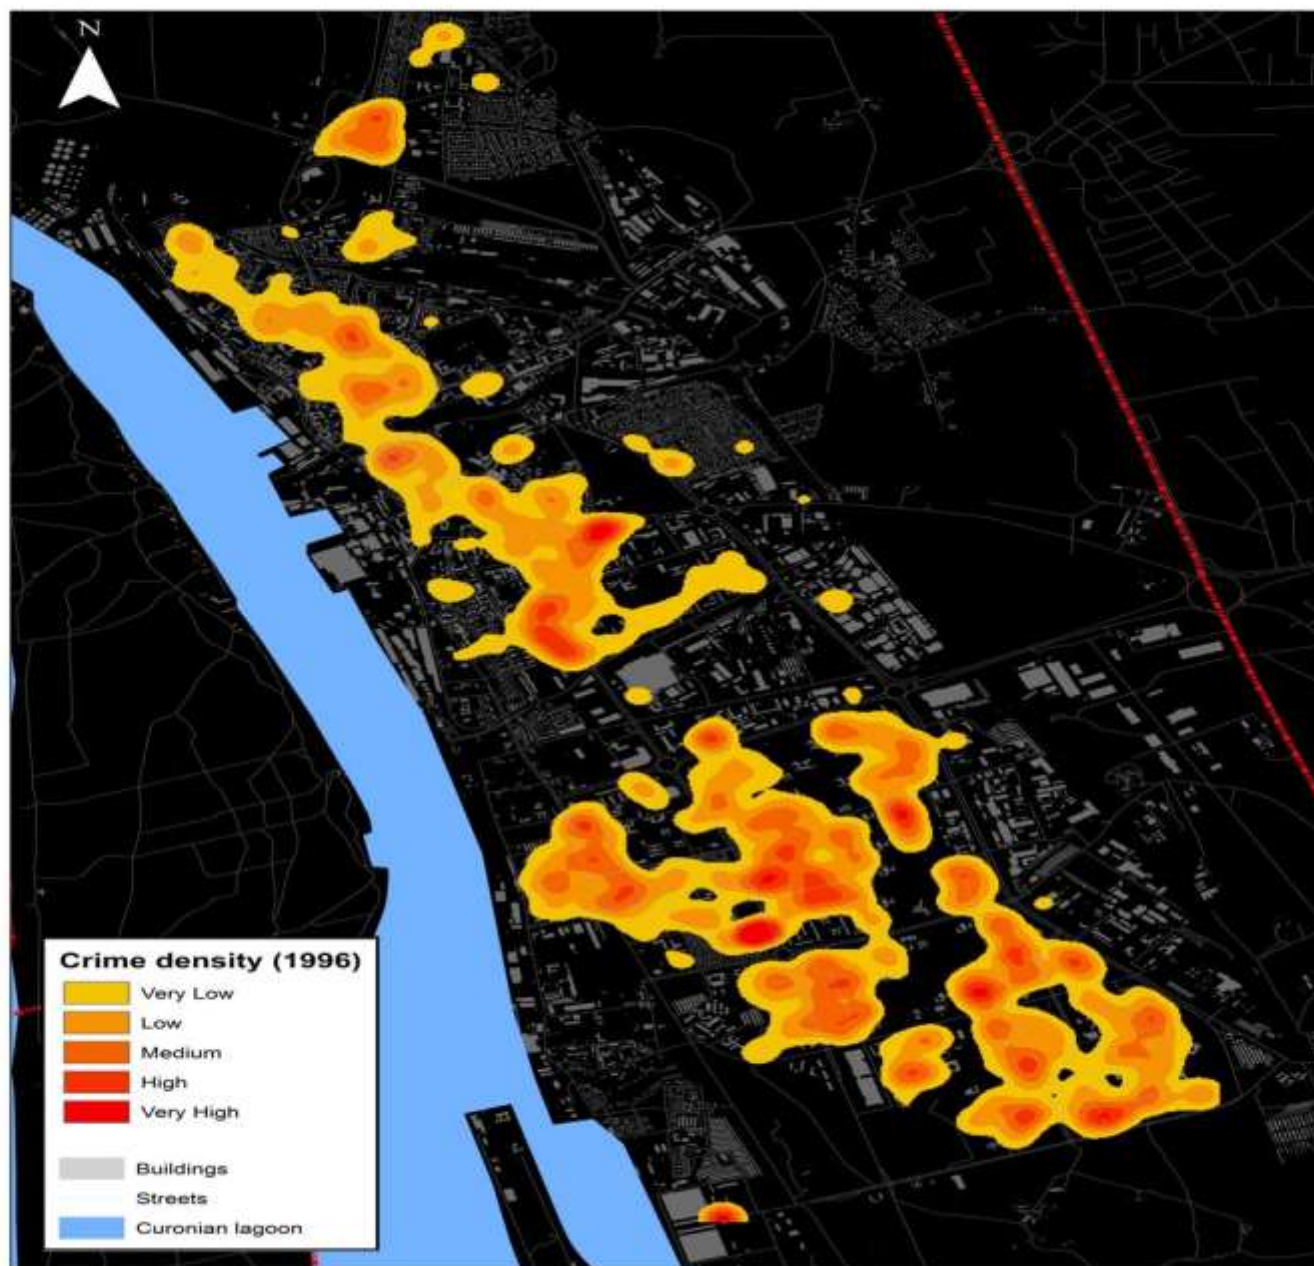 N
Crime density (1996)
Very Low
Low
Medium
High
Very High
Buildings
Streets
Curonian lagoon